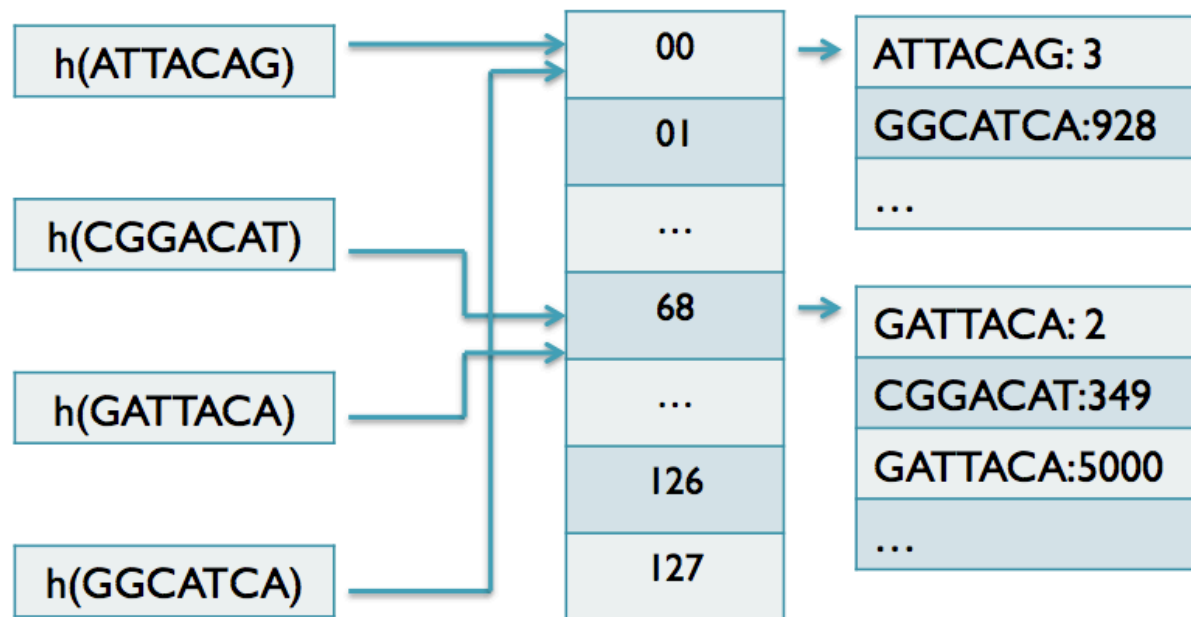 h(ATTACAG)
h(CGGACAT)
h(GATTACA)
h(GGCATCA)
00
01
...
68
...
126
127
ATTACAG: 3
GGCATCA:928
...
GATTACA: 2
CGGACAT:349
GATTACA:5000
...